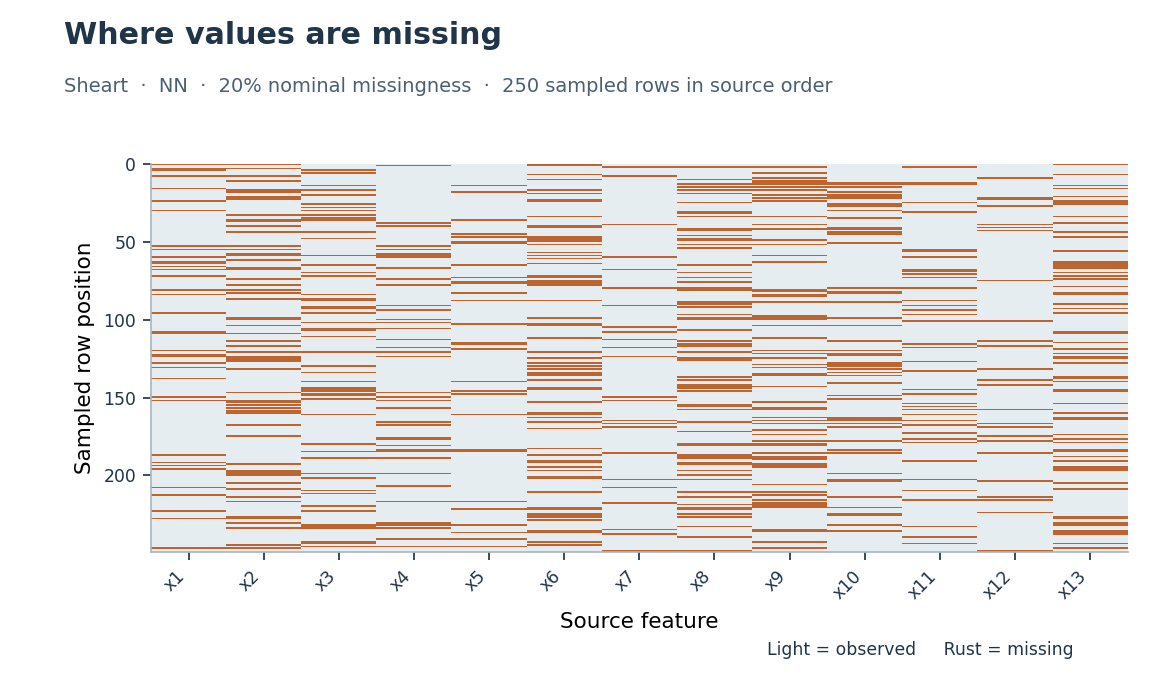 Where values are missing
Sheart · NN · 20% nominal missingness · 250 sampled rows in source order
0
50
100
150
200
Sampled row position
x1 x2 x3 x4 x5 x6 x7 x8 x9 x10 x11 x12 x13
Source feature
Light = observed Rust = missing